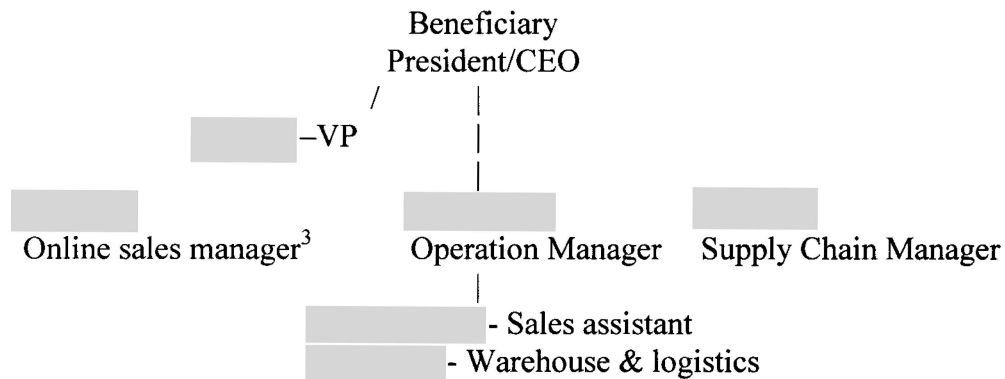 Beneficiary
President/CEO
–VP
Online sales manager³ Operation Manager Supply Chain Manager
- Sales assistant
- Warehouse & logistics